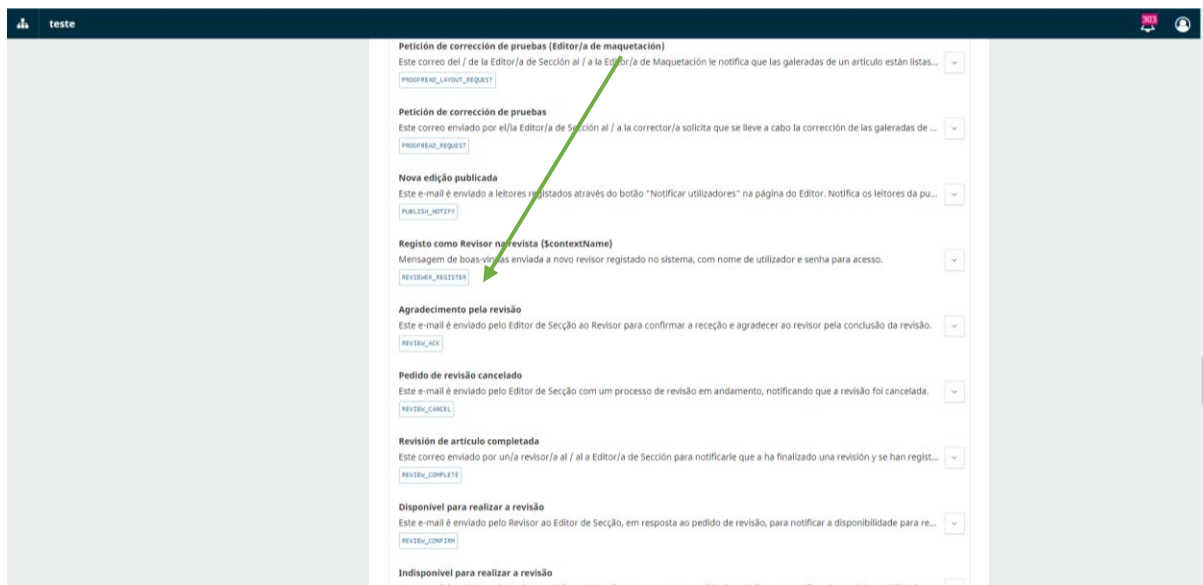 teste
303
Petición de corrección de pruebas (Editor/a de maquetación)
Este correo del / de la Editor/a de Sección al / a la Editor/a de Maquetación le notifica que las galeradas de un artículo están listas...
PROOFREAD_LAYOUT_REQUEST
Petición de corrección de pruebas
Este correo enviado por el/la Editor/a de Sección al / a la corrector/a solicita que se lleve a cabo la corrección de las galeradas de ...
PROOFREAD_REQUEST
Nova edição publicada
Este e-mail é enviado a leitores registados através do botão "Notificar utilizadores" na página do Editor. Notifica os leitores da pu...
PUBLISH_NOTIFY
Registo como Revisor na revista {$contextName}
Mensagem de boas-vindas enviada a novo revisor registado no sistema, com nome de utilizador e senha para acesso.
REVIEWER_REGISTER
Agradecimento pela revisão
Este e-mail é enviado pelo Editor de Secção ao Revisor para confirmar a receção e agradecer ao revisor pela conclusão da revisão.
REVIEW_ACK
Pedido de revisão cancelado
Este e-mail é enviado pelo Editor de Secção com um processo de revisão em andamento, notificando que a revisão foi cancelada.
REVIEW_CANCEL
Revisión de artículo completada
Este correo enviado por un/a revisor/a al / al a Editor/a de Sección para notificarle que a ha finalizado una revisión y se han regist...
REVIEW_COMPLETE
Disponível para realizar a revisão
Este e-mail é enviado pelo Revisor ao Editor de Secção, em resposta ao pedido de revisão, para notificar a disponibilidade para re...
REVIEW_CONFIRM
Indisponível para realizar a revisão